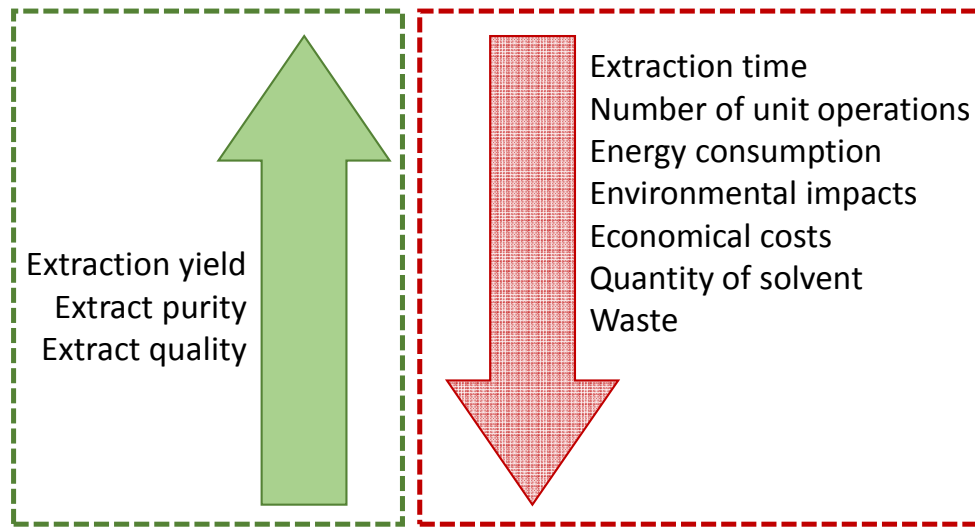 Extraction yield
Extract purity
Extract quality
Extraction time
Number of unit operations
Energy consumption
Environmental impacts
Economical costs
Quantity of solvent
Waste